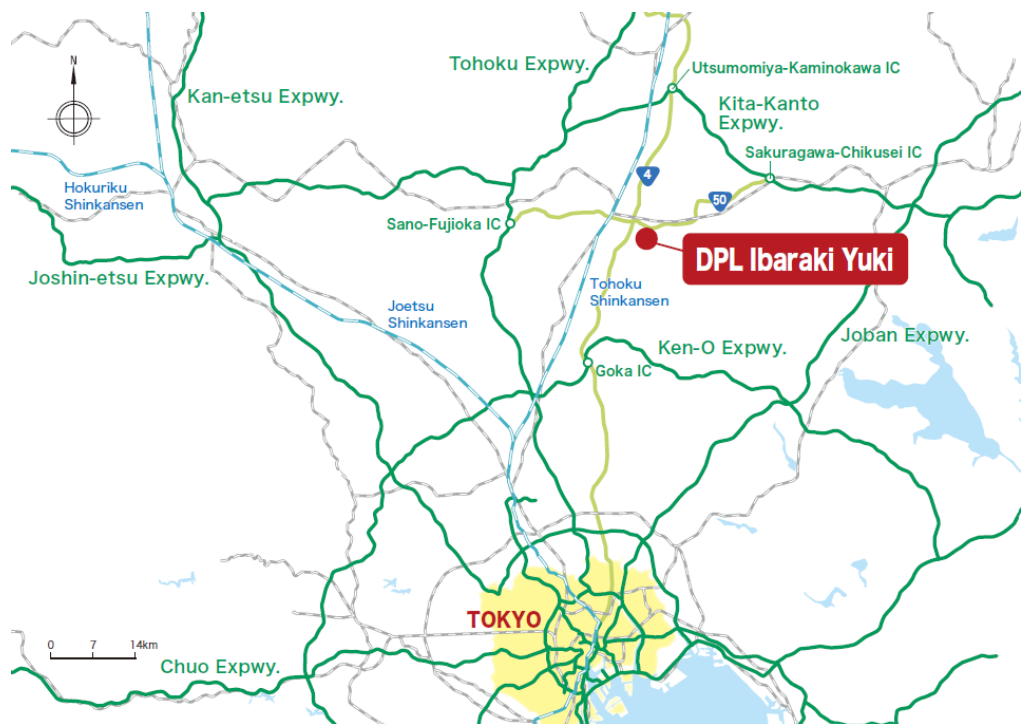 N
Tohoku Expwy.
Utsumomiya-Kaminokawa IC
Kan-etsu Expwy.
Kita-Kanto
Expwy.
Sakuragawa-Chikusei IC
4
50
Hokuriku
Shinkansen
Sano-Fujioka IC
DPL Ibaraki Yuki
Joshin-etsu Expwy.
Tohoku
Shinkansen
Joetsu
Shinkansen
Ken-O Expwy.
Joban Expwy.
Goka IC
TOKYO
0 7 14km
Chuo Expwy.